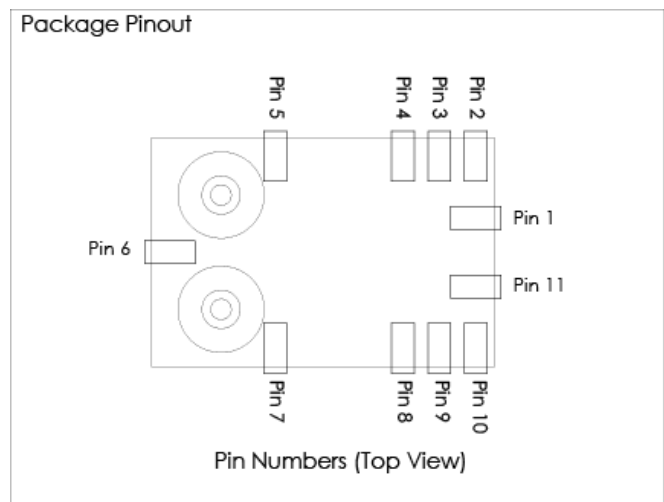 Package Pinout
Pin 5
Pin 4
Pin 3
Pin 2
Pin 1
Pin 6
Pin 11
Pin 7
Pin 8
Pin 9
Pin 10
Pin Numbers (Top View)